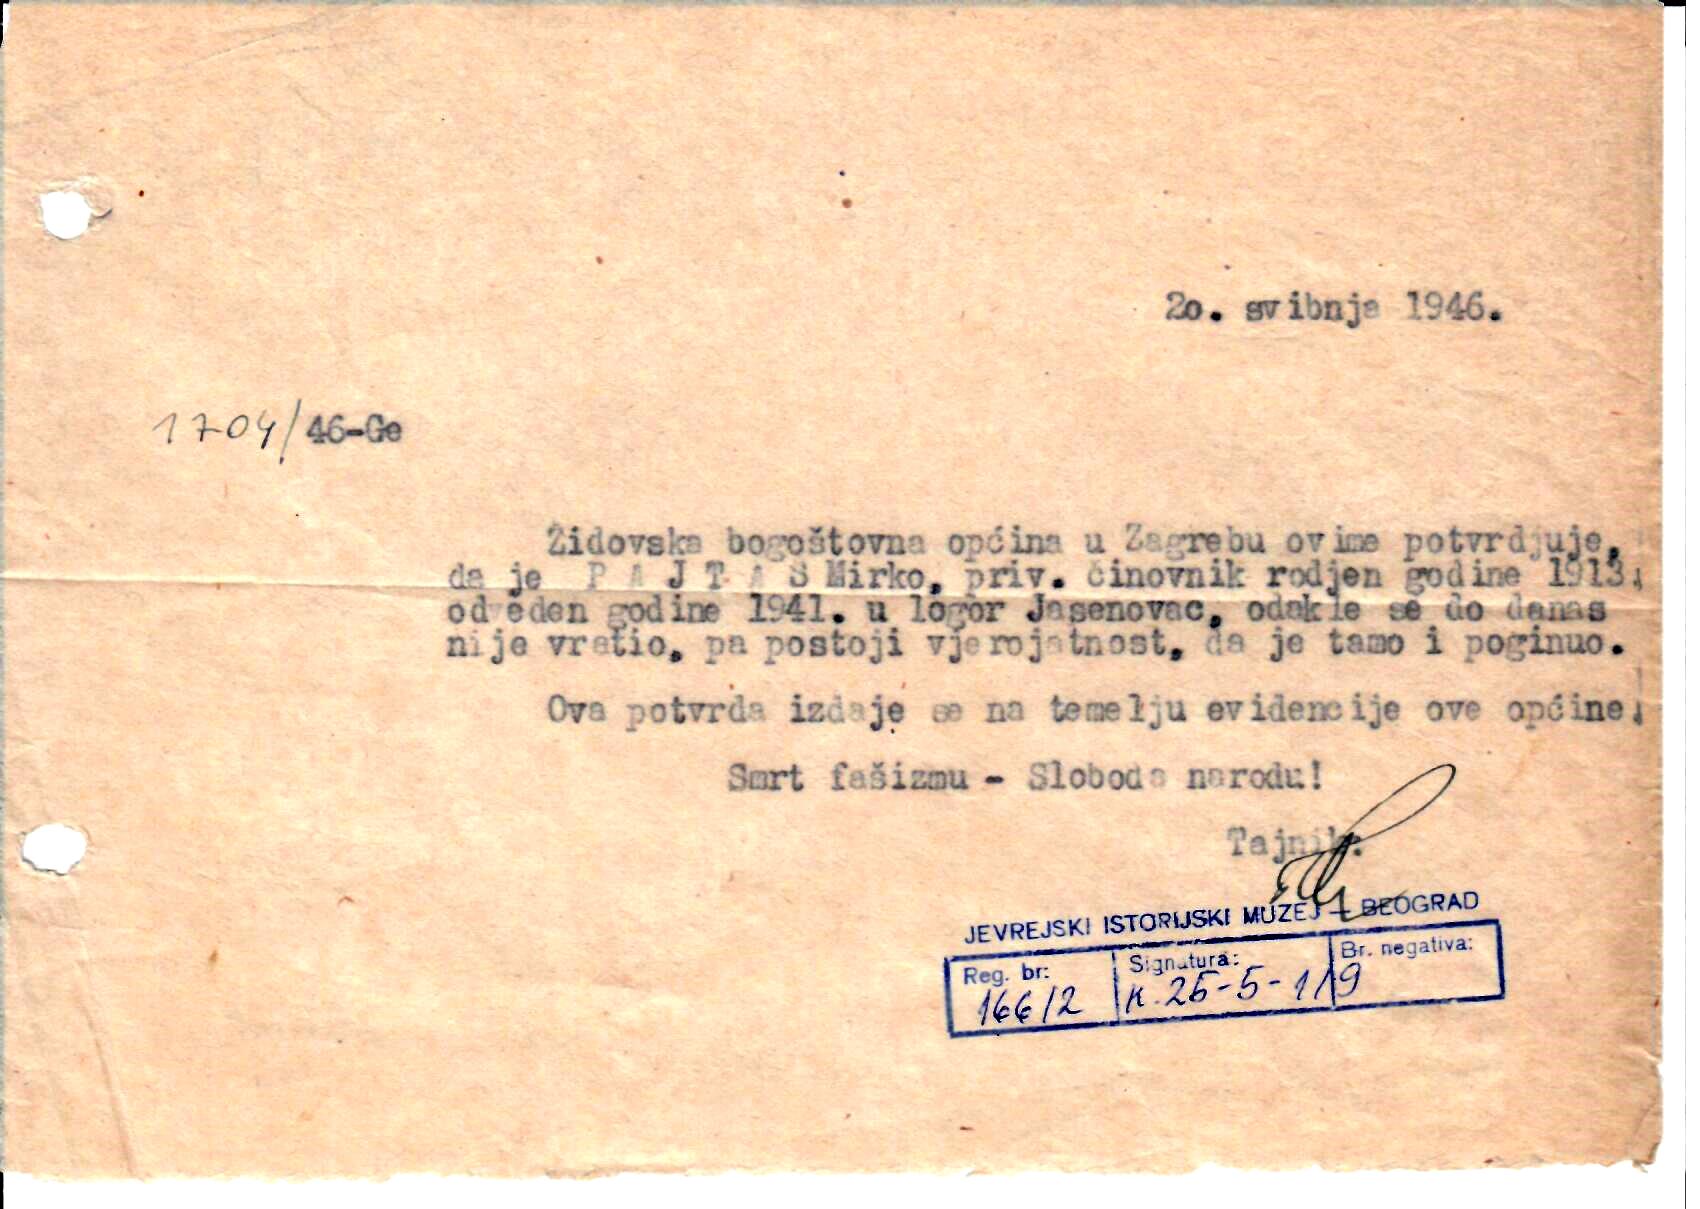 2o. svibnja 1946.
1704/46-Ge
Židovska bogoštovna općina u Zagrebu ovime potvrdjuje,
da je P A J T A S Mirko, priv. činovnik rodjen godine 1913.
odveden godine 1941. u logor Jasenovac, odakle se do danas
nije vratio, pa postoji vjerojatnost, da je tamo i poginuo.
Ova potvrda izdaje se na temelju evidencije ove općine.
Smrt fašizmu - Sloboda narodu!
Tajnik:
JEVREJSKI ISTORIJSKI MUZEJ — BEOGRAD
Reg. br: Signatura: Br. negativa:
166/2 K. 25-5-1/9